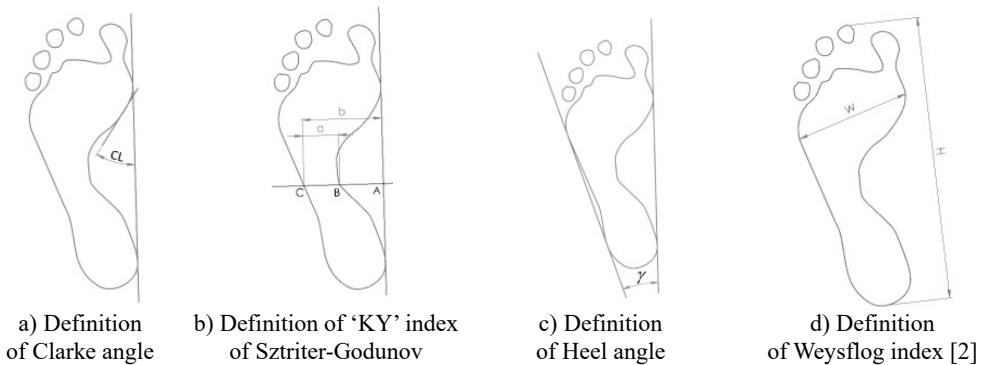 CL
b
a
C B A
γ
W
H
a) Definition
of Clarke angle
b) Definition of ‘KY’ index
of Sztriter-Godunov
c) Definition
of Heel angle
d) Definition
of Weysflog index [2]